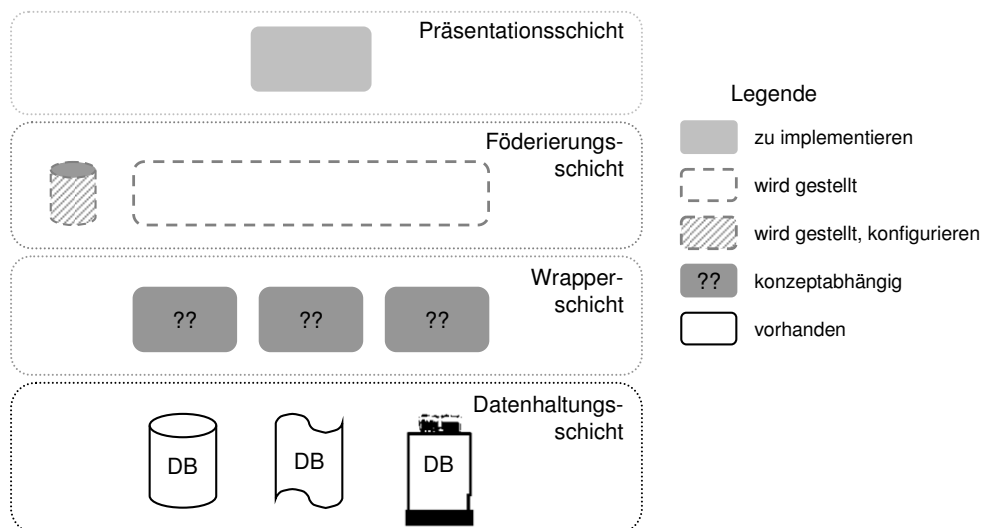 Präsentationsschicht
Föderierungs-
schicht
Wrapper-
schicht
??
??
??
Datenhaltungs-
schicht
DB
DB
DB
Legende
zu implementieren
wird gestellt
wird gestellt, konfigurieren
??
konzeptabhängig
vorhanden